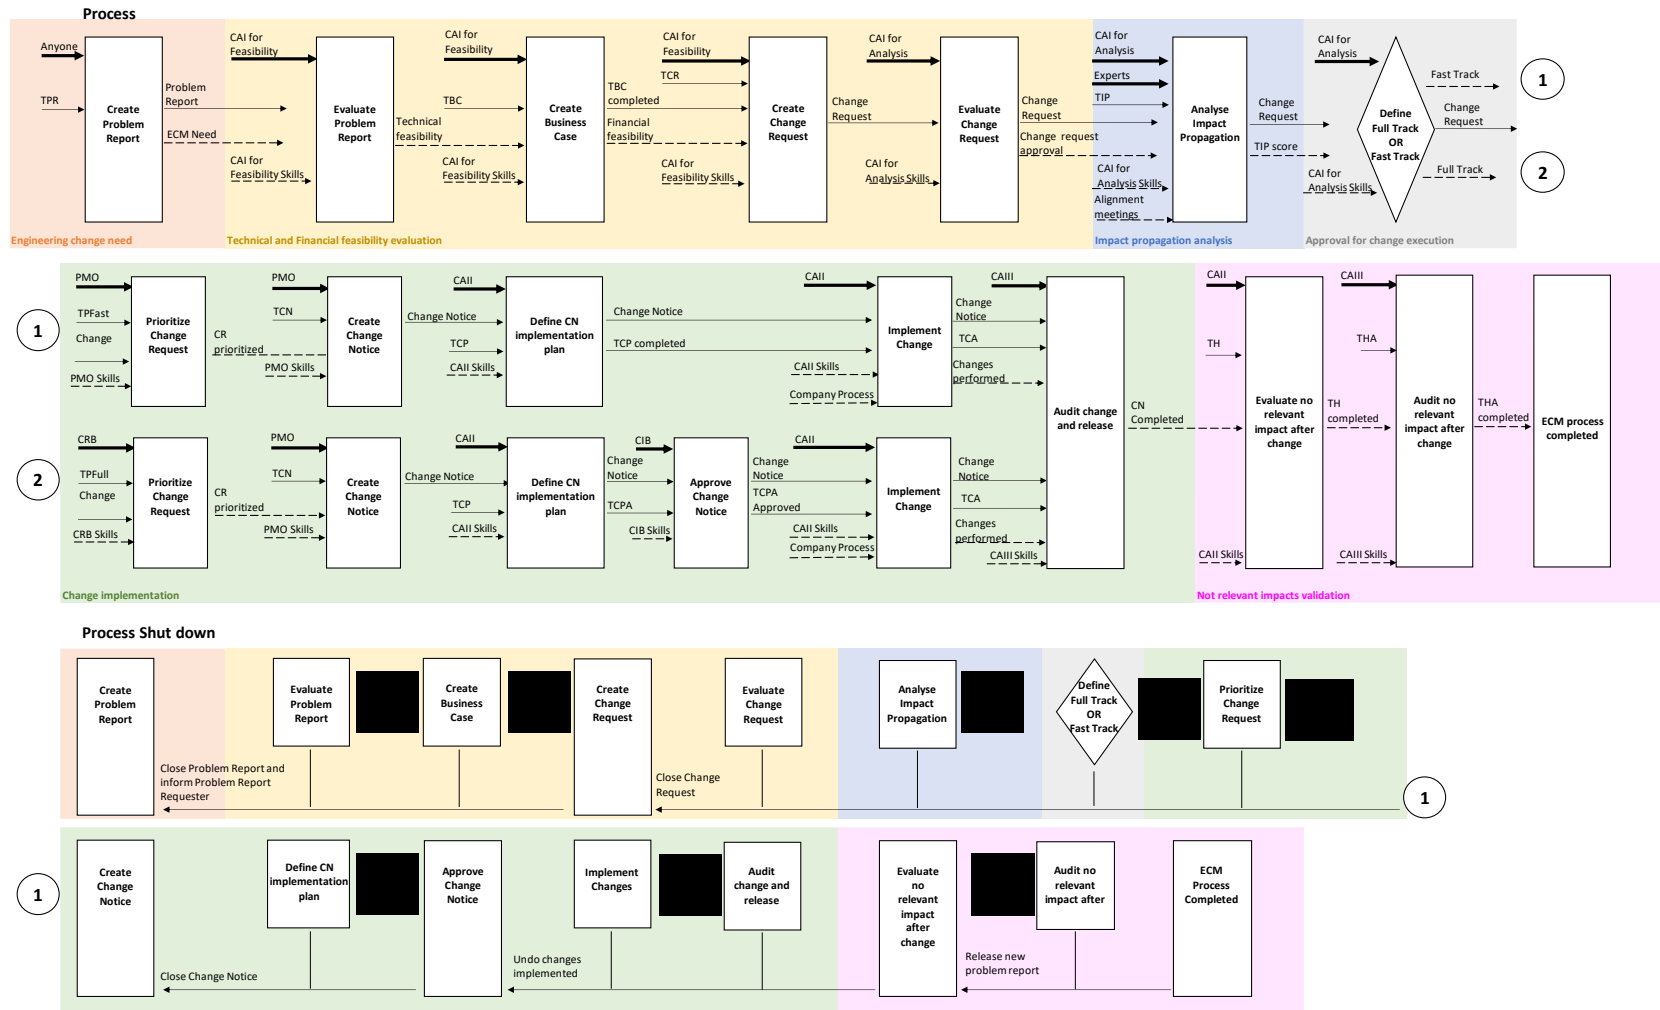 Process
Anyone
TPR
Create
Problem
Report
Problem
Report
ECM Need
Engineering change need
CAI for
Feasibility
CAI for
Feasibility Skills
Evaluate
Problem
Report
Technical
feasibility
CAI for
Feasibility
TBC
CAI for
Feasibility Skills
Create
Business
Case
TBC
completed
Financial
feasibility
CAI for
Feasibility
TCR
CAI for
Feasibility Skills
Create
Change
Request
Change
Request
CAI for
Analysis
CAI for
Analysis Skills
Evaluate
Change
Request
Change
Request
Change request
approval
Technical and Financial feasibility evaluation
CAI for
Analysis
Experts
TIP
CAI for
Analysis Skills
Alignment
meetings
Analyse
Impact
Propagation
Change
Request
TIP score
Impact propagation analysis
CAI for
Analysis
CAI for
Analysis Skills
Define
Full Track
OR
Fast Track
Fast Track
Change
Request
Full Track
Approval for change execution
1
2
1
PMO
TPFast
Change
PMO Skills
Prioritize
Change
Request
CR
prioritized
PMO
TCN
PMO Skills
Create
Change
Notice
Change Notice
CAII
TCP
CAII Skills
Define CN
implementation
plan
Change Notice
TCP completed
CAII
CAII Skills
Company Process
Implement
Change
Change
Notice
TCA
Changes
performed
CAIII
Audit change
and release
CN
Completed
2
CRB
TPFull
Change
CRB Skills
Prioritize
Change
Request
CR
prioritized
PMO
TCN
PMO Skills
Create
Change
Notice
Change Notice
CAII
TCP
CAII Skills
Define CN
implementation
plan
CIB
Change
Notice
TCPA
CIB Skills
Approve
Change
Notice
CAII
Change
Notice
TCPA
Approved
CAII Skills
Company Process
Implement
Change
Change
Notice
TCA
Changes
performed
CAIII Skills
Change implementation
CAII
TH
CAII Skills
Evaluate no
relevant
impact after
change
TH
completed
CAIII
THA
CAIII Skills
Audit no
relevant
impact after
change
THA
completed
ECM process
completed
Not relevant impacts validation
Process Shut down
Create
Problem
Report
Close Problem Report and
inform Problem Report
Requester
Evaluate
Problem
Report
Create
Business
Case
Create
Change
Request
Close Change
Request
Evaluate
Change
Request
Analyse
Impact
Propagation
Define
Full Track
OR
Fast Track
Prioritize
Change
Request
1
1
Create
Change
Notice
Close Change Notice
Define CN
implementation
plan
Approve
Change
Notice
Undo changes
implemented
Implement
Changes
Audit
change and
release
Evaluate
no
relevant
impact
after
change
Release new
problem report
Audit no
relevant
impact after
ECM
Process
Completed